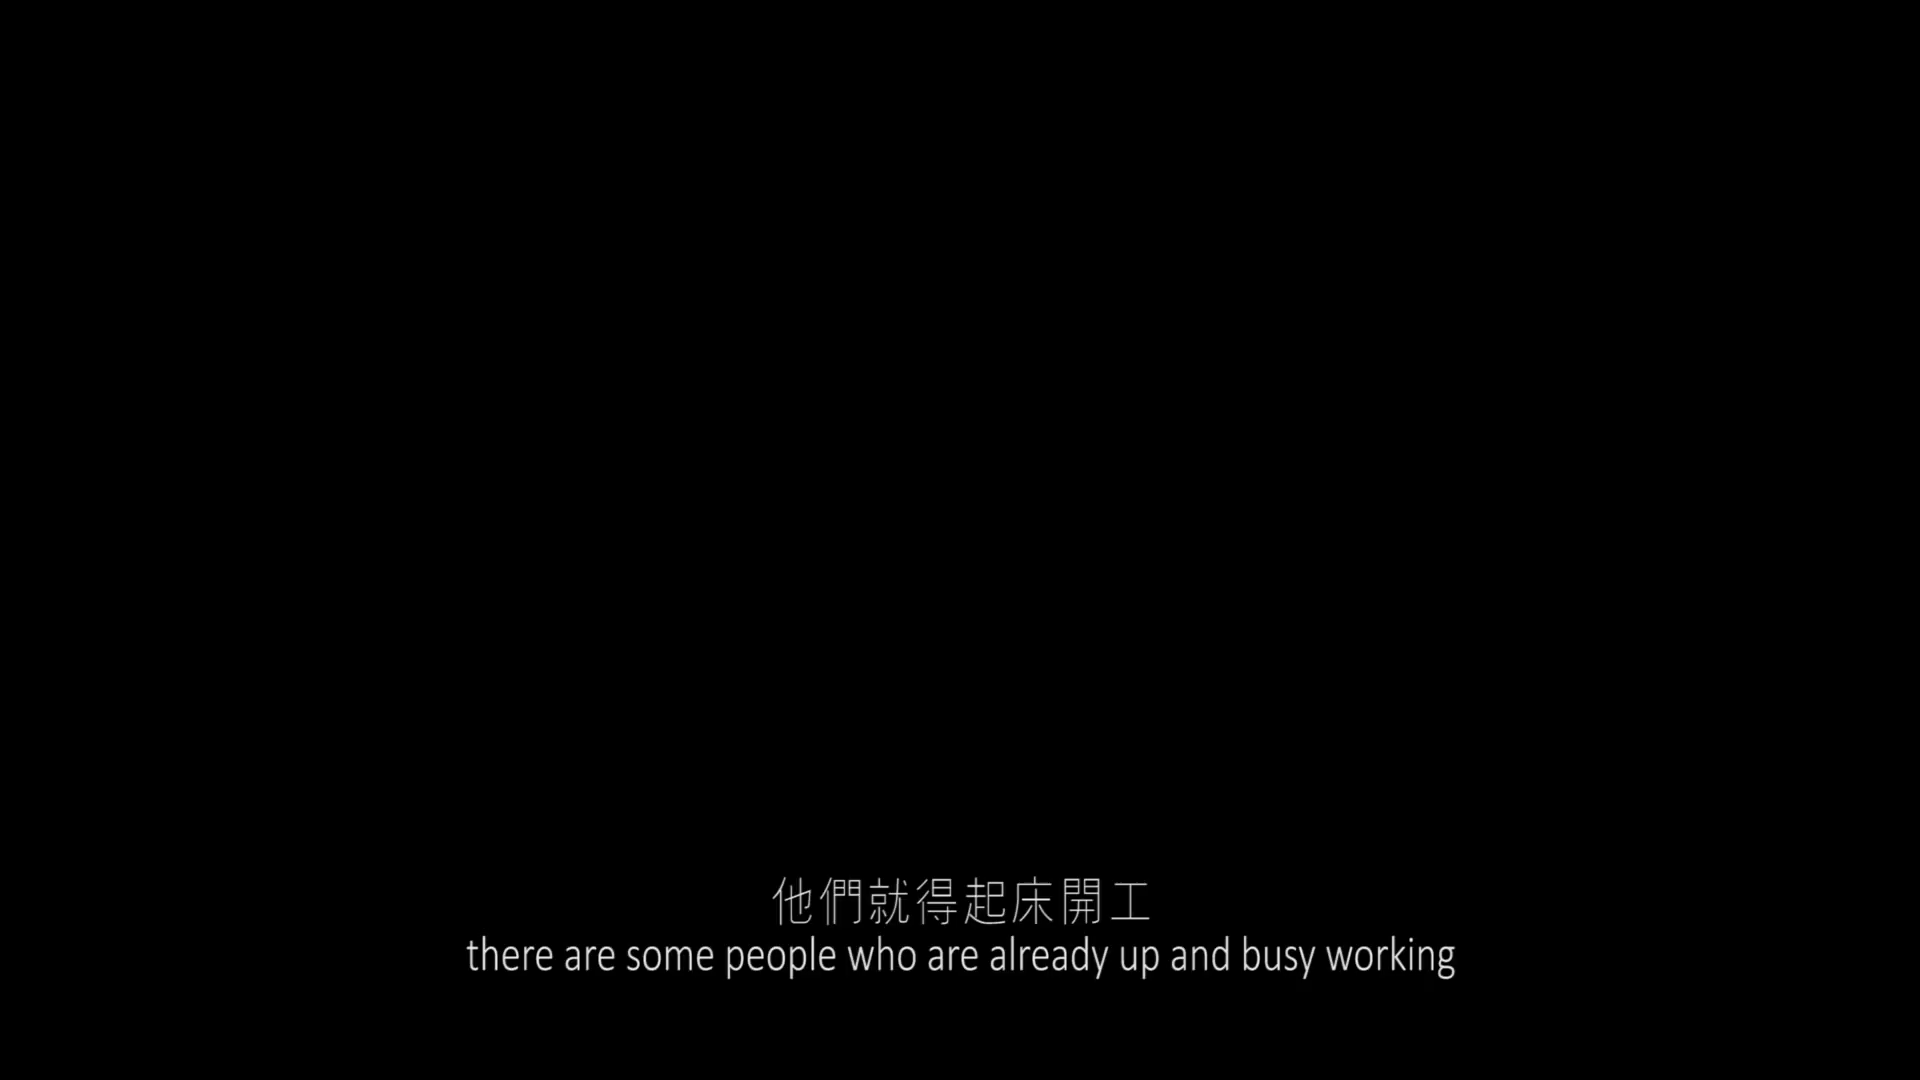 他們就得起床開工
there are some people who are already up and busy working